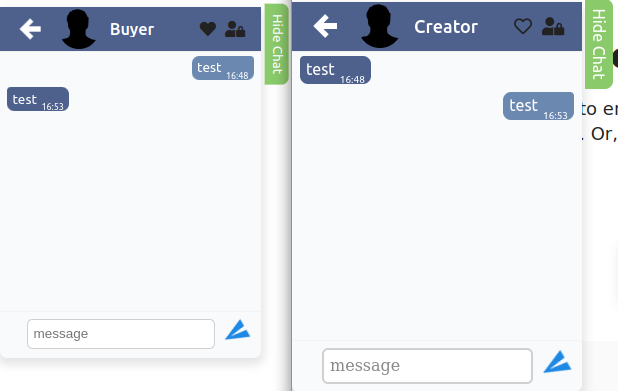 Buyer
Hide Chat
test
16:48
test
16:53
message
Creator
Hide Chat
test
16:48
test
16:53
message
to
. Or,